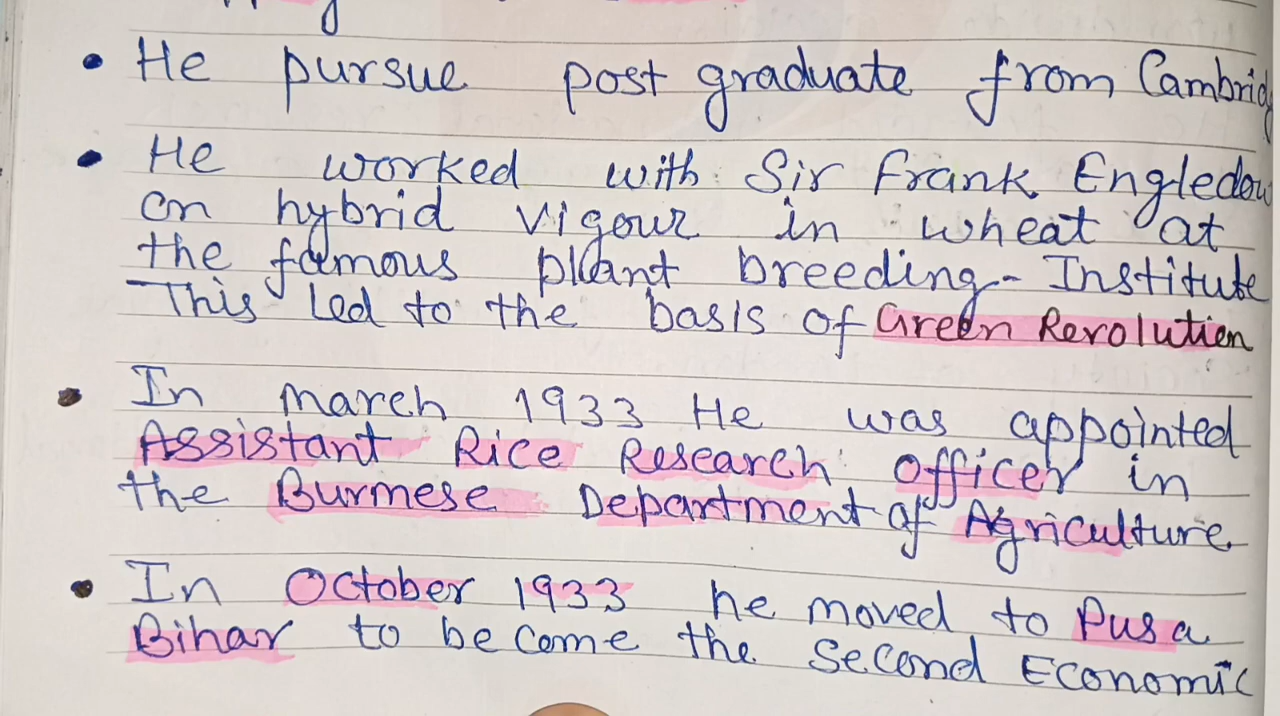 • He pursue post graduate from Cambridg
• He worked with Sir Frank Engledow
on hybrid vigour in wheat at
the famous plant breeding - Institute
This led to the basis of Green Revolution
• In march 1933 He was appointed
Assistant Rice Research Officer in
the Burmese Department of Agriculture
• In October 1933 he moved to Pusa
Bihar to become the Second Economic